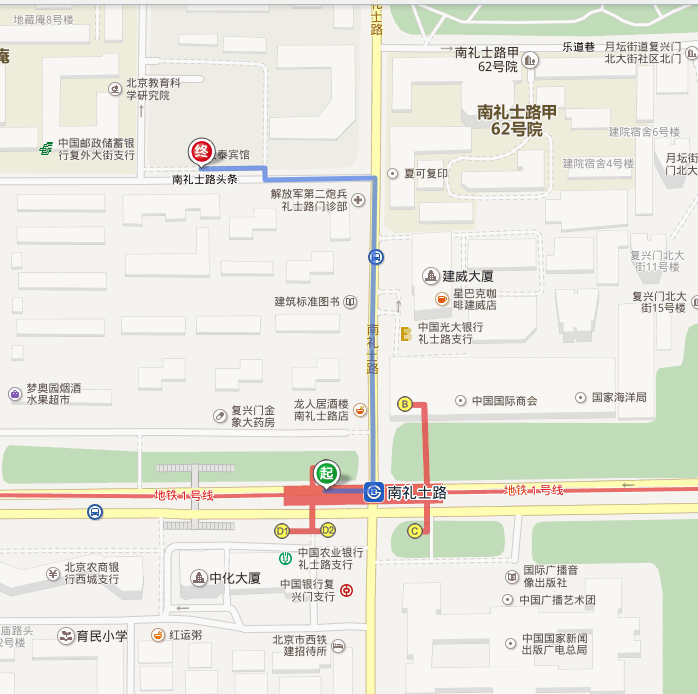 地藏庵8号楼
庵
礼士路
南礼士路甲
62号院
乐道巷
月坛街道复兴门
北大街社区北门
北京教育科
学研究院
南礼士路甲
62号院
建院宿舍6号楼
中国邮政储蓄银
行复外大街支行
终
泰宾馆
夏可复印
建院宿舍4号楼
月坛街
门北大
南礼士路头条
解放军第二炮兵
礼士路门诊部
复兴门北大
街11号楼
建威大厦
星巴克咖
啡建威店
建筑标准图书
复兴门北大
街15号楼
南礼士路
中国光大银行
礼士路支行
梦奥园烟酒
水果超市
复兴门金
象大药房
龙人居酒楼
南礼士路店
B
中国国际商会
国家海洋局
起
地铁1号线
南礼士路
地铁1号线
D1
D2
C
中国农业银行
礼士路支行
北京农商银
行西城支行
中化大厦
中国银行复
兴门支行
国际广播音
像出版社
中国广播艺术团
庙路头
2号楼
育民小学
红运粥
北京市西铁
建招待所
中国国家新闻
出版广电总局